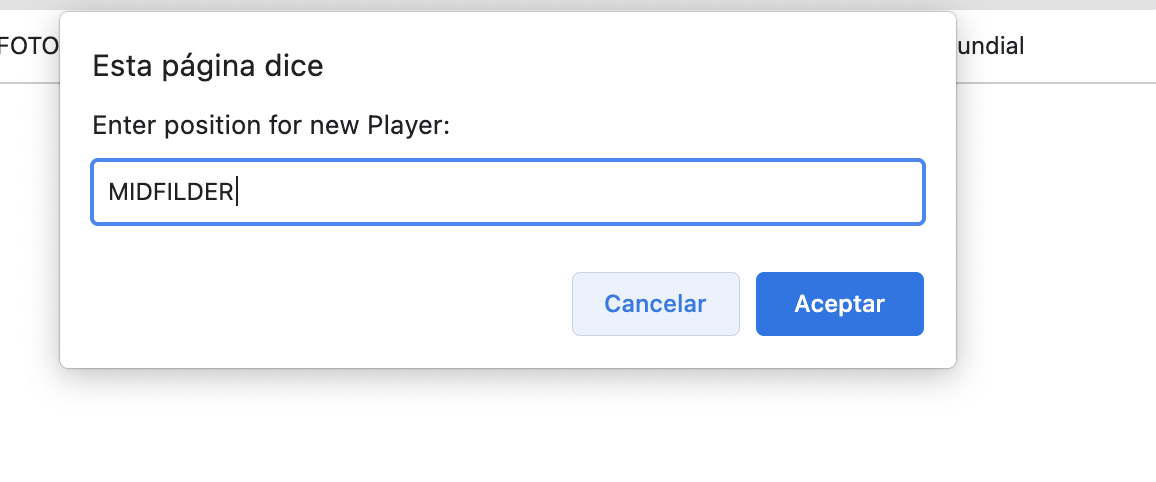 FOTO
undial
Esta página dice
Enter position for new Player:
MIDFILDER
Cancelar
Aceptar